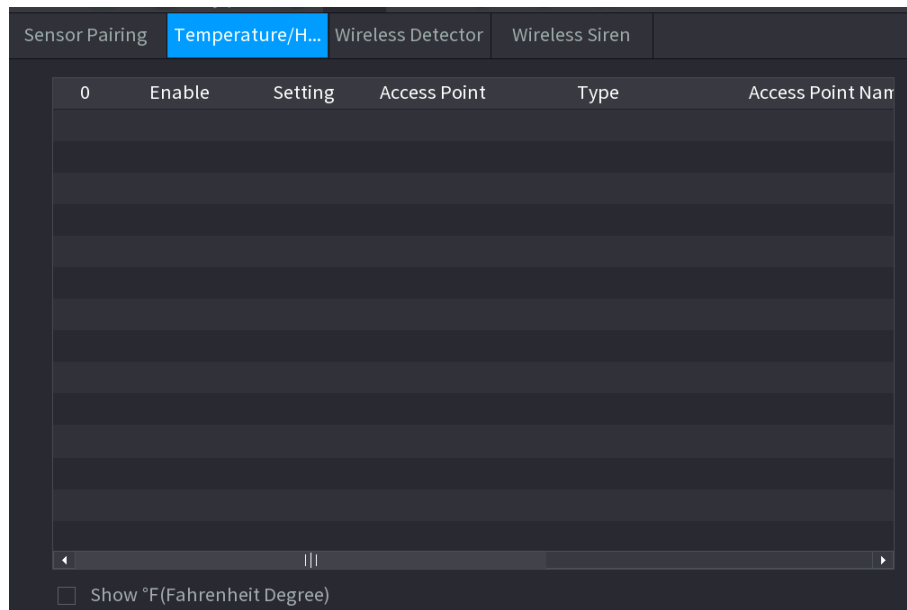 Sensor Pairing Temperature/H... Wireless Detector Wireless Siren
0 Enable Setting Access Point Type Access Point Nam
Show °F(Fahrenheit Degree)